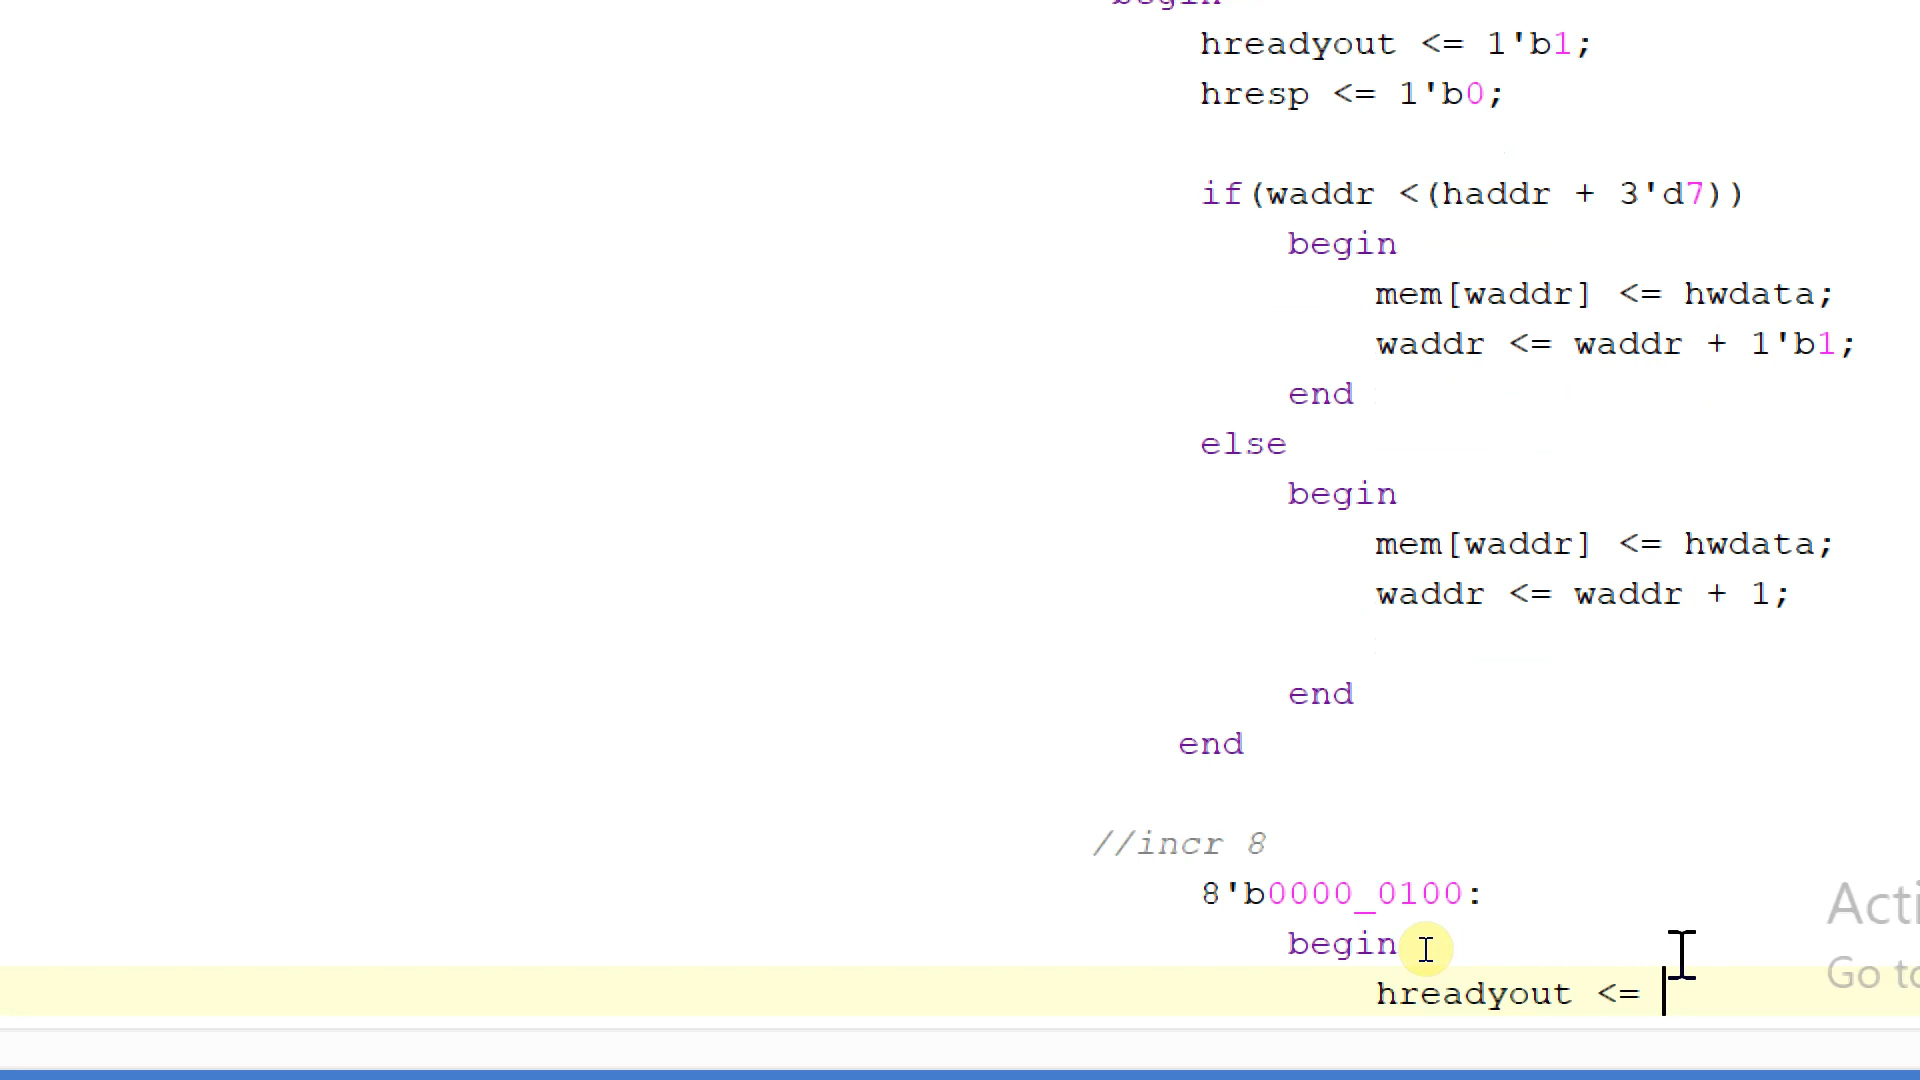 begin
hreadyout <= 1'b1;
hresp <= 1'b0;
if(waddr <(haddr + 3'd7))
begin
mem[waddr] <= hwdata;
waddr <= waddr + 1'b1;
end
else
begin
mem[waddr] <= hwdata;
waddr <= waddr + 1;
end
end
//incr 8
8'b0000_0100:
begin
hreadyout <=
Acti
Go to